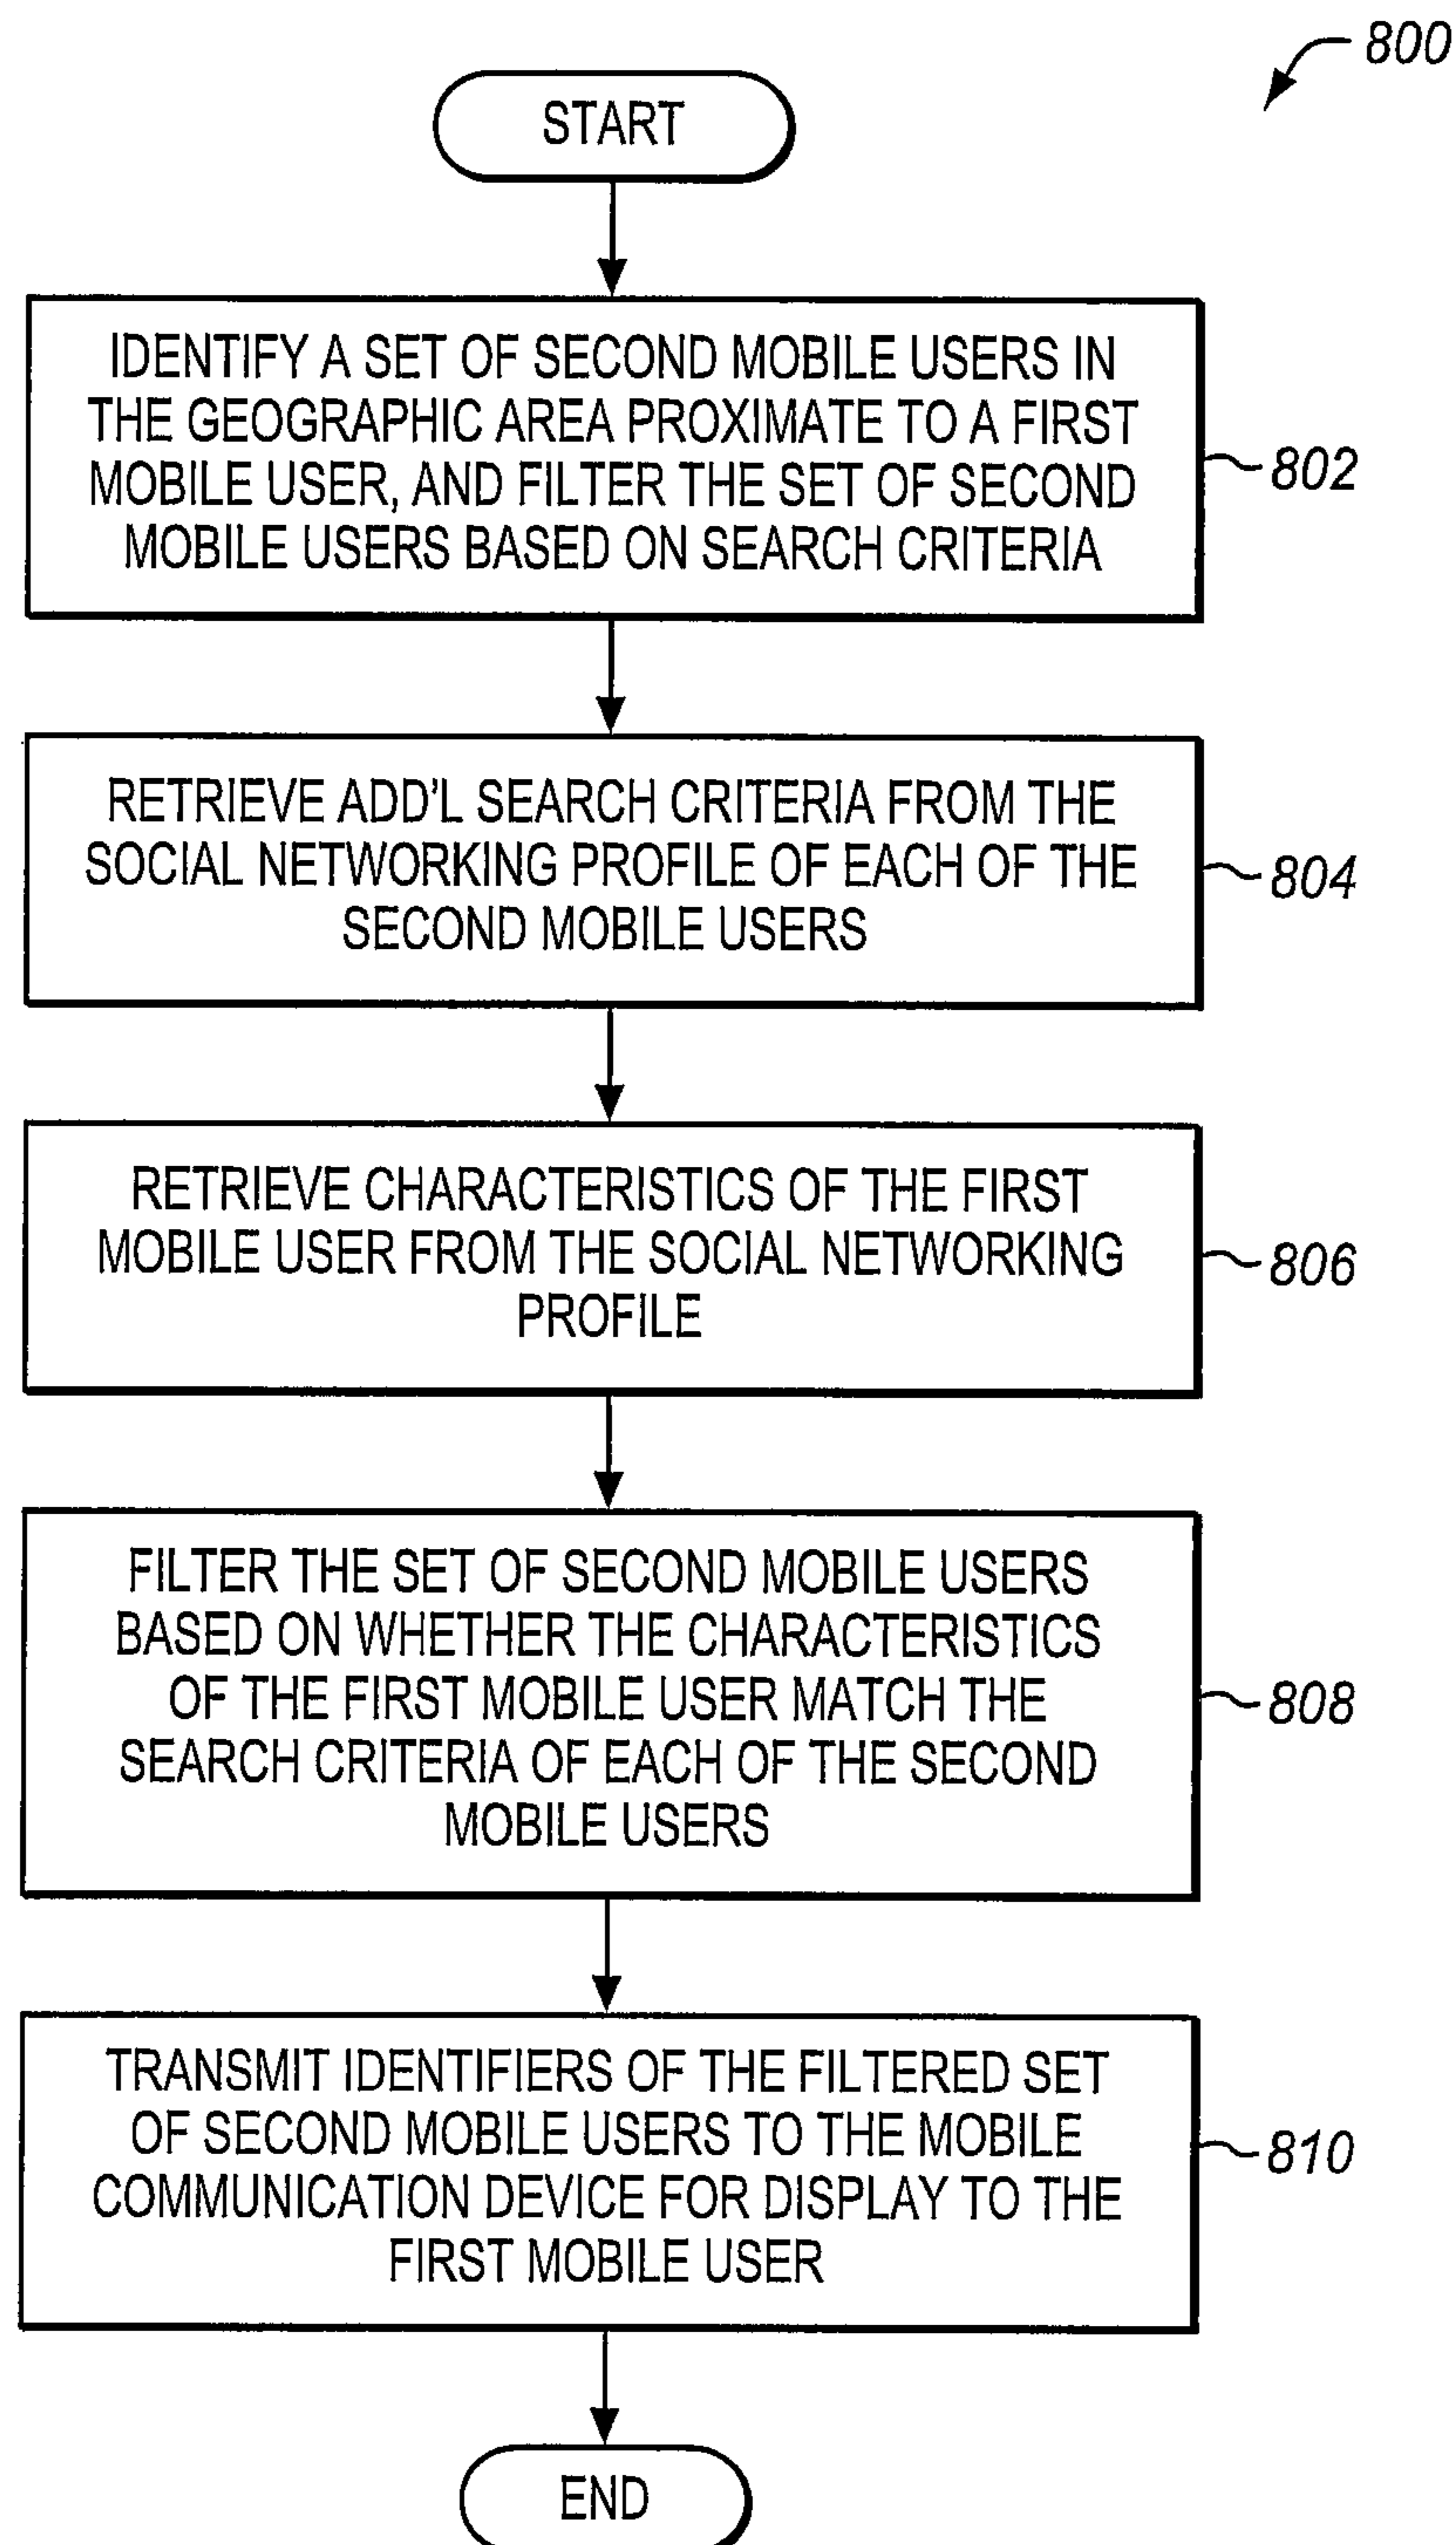 800
START
IDENTIFY A SET OF SECOND MOBILE USERS IN
THE GEOGRAPHIC AREA PROXIMATE TO A FIRST
MOBILE USER, AND FILTER THE SET OF SECOND
MOBILE USERS BASED ON SEARCH CRITERIA
802
RETRIEVE ADD'L SEARCH CRITERIA FROM THE
SOCIAL NETWORKING PROFILE OF EACH OF THE
SECOND MOBILE USERS
804
RETRIEVE CHARACTERISTICS OF THE FIRST
MOBILE USER FROM THE SOCIAL NETWORKING
PROFILE
806
FILTER THE SET OF SECOND MOBILE USERS
BASED ON WHETHER THE CHARACTERISTICS
OF THE FIRST MOBILE USER MATCH THE
SEARCH CRITERIA OF EACH OF THE SECOND
MOBILE USERS
808
TRANSMIT IDENTIFIERS OF THE FILTERED SET
OF SECOND MOBILE USERS TO THE MOBILE
COMMUNICATION DEVICE FOR DISPLAY TO THE
FIRST MOBILE USER
810
END